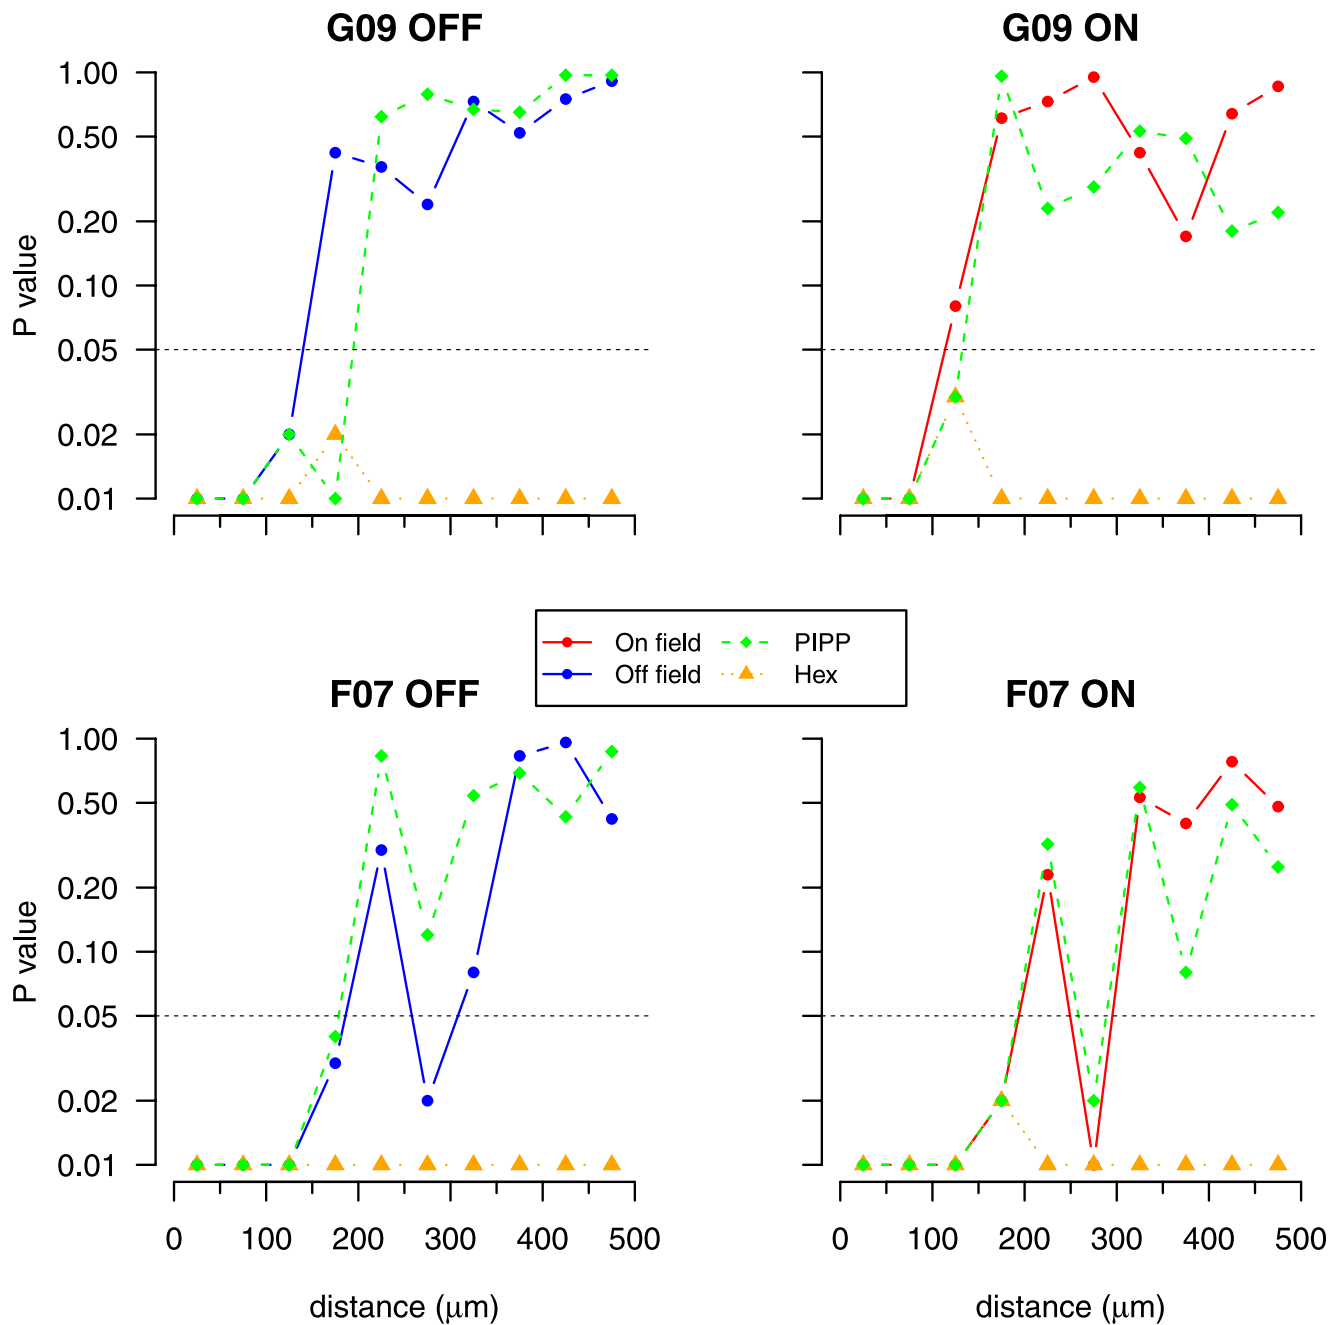 G09 OFF
G09 ON
P value
1.00
0.50
0.20
0.10
0.05
0.02
0.01
On field
PIPP
Off field
Hex
F07 OFF
F07 ON
P value
1.00
0.50
0.20
0.10
0.05
0.02
0.01
0 100 200 300 400 500
0 100 200 300 400 500
distance (μm)
distance (μm)